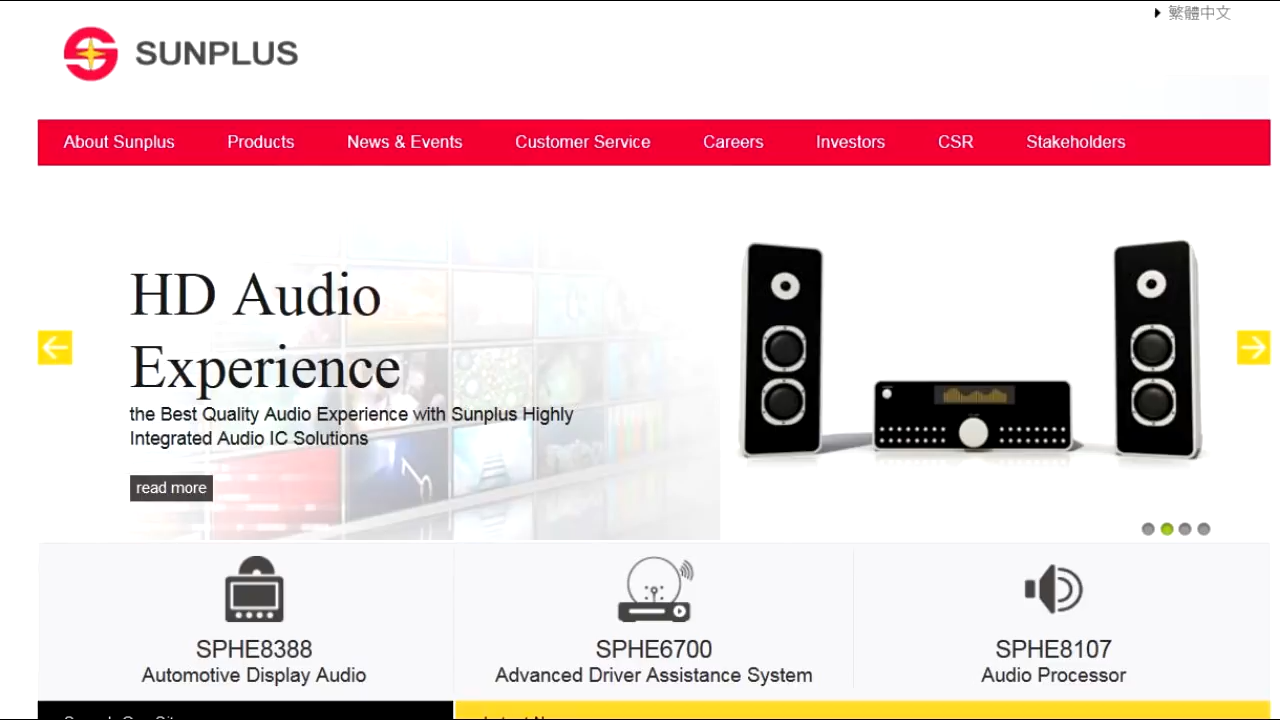 繁體中文
SUNPLUS
About Sunplus Products News & Events Customer Service Careers Investors CSR Stakeholders
HD Audio
Experience
the Best Quality Audio Experience with Sunplus Highly
Integrated Audio IC Solutions
read more
SPHE8388 SPHE6700 SPHE8107
Automotive Display Audio Advanced Driver Assistance System Audio Processor